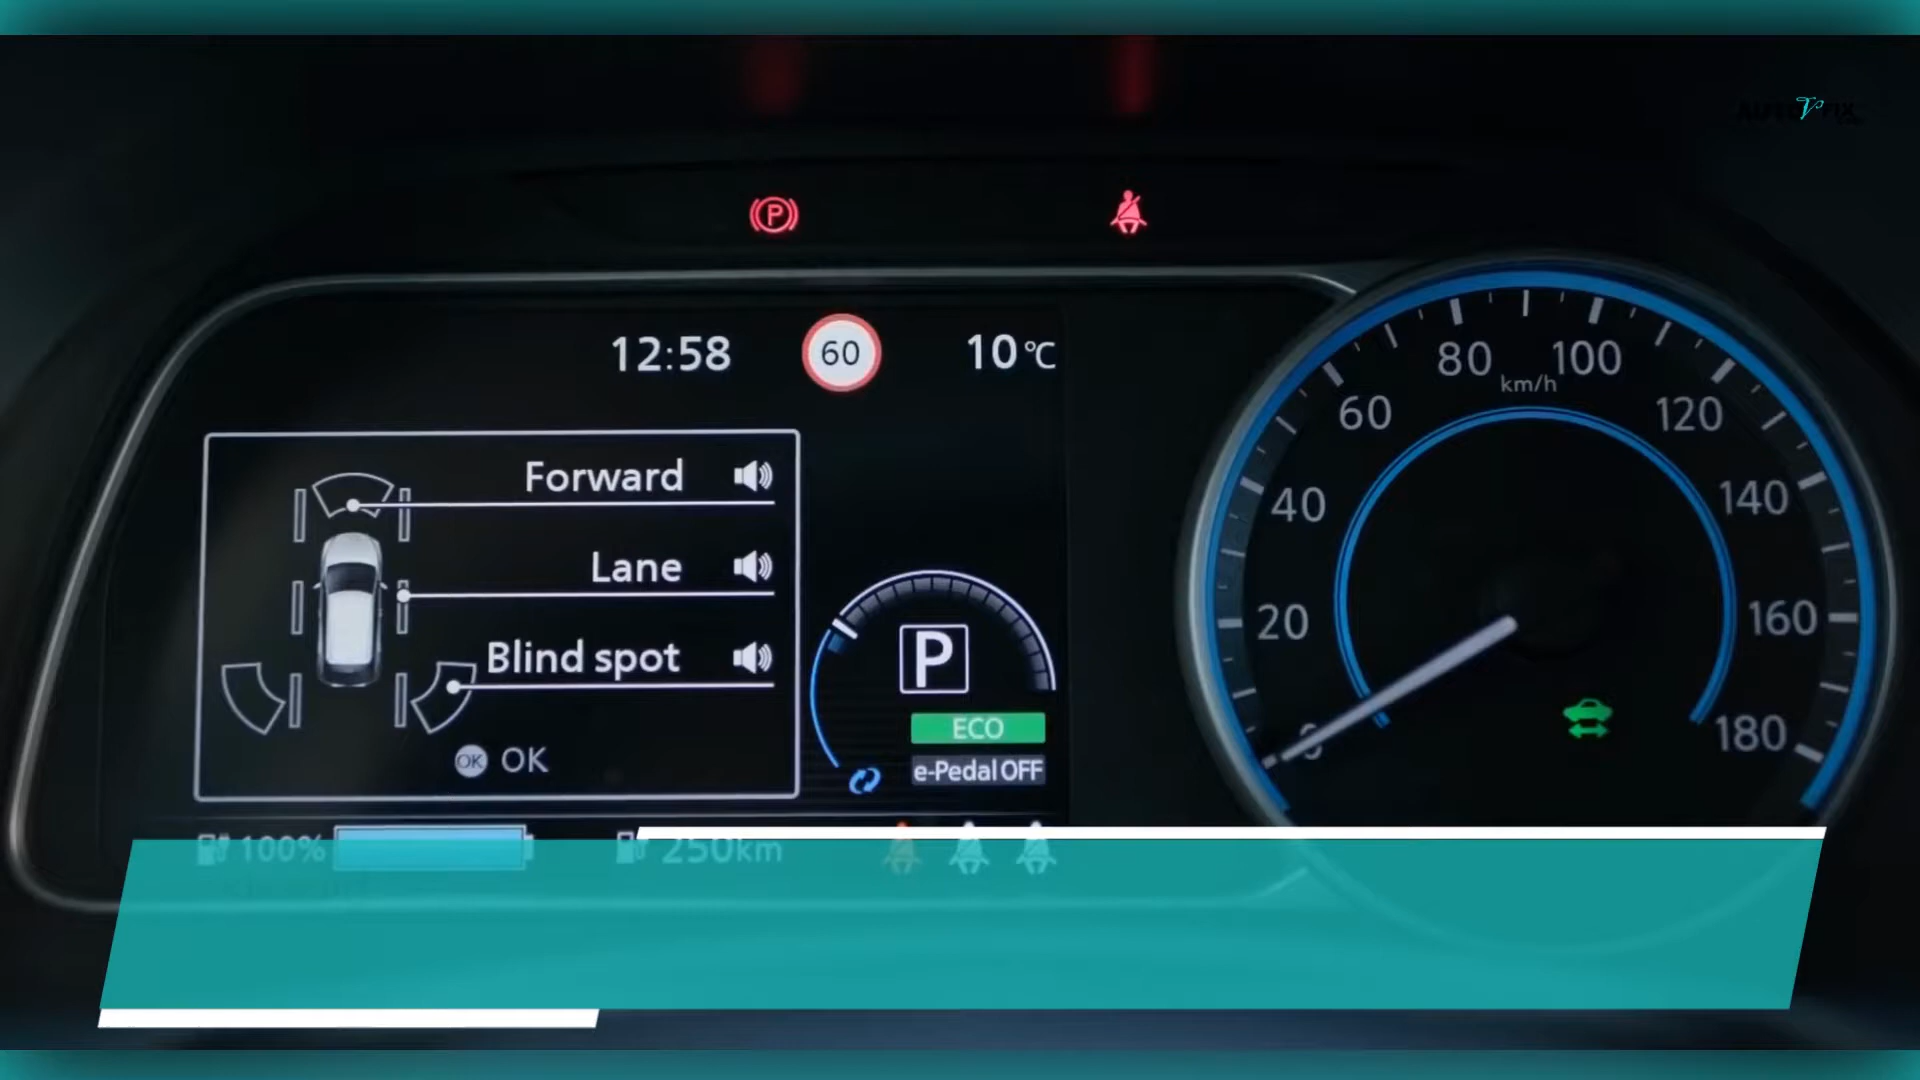 P
12:58 60 10°C
Forward
Lane
Blind spot
OK OK
P
ECO
e-Pedal OFF
100% 250km
0 20 40 60 80 100 120 140 160 180
km/h